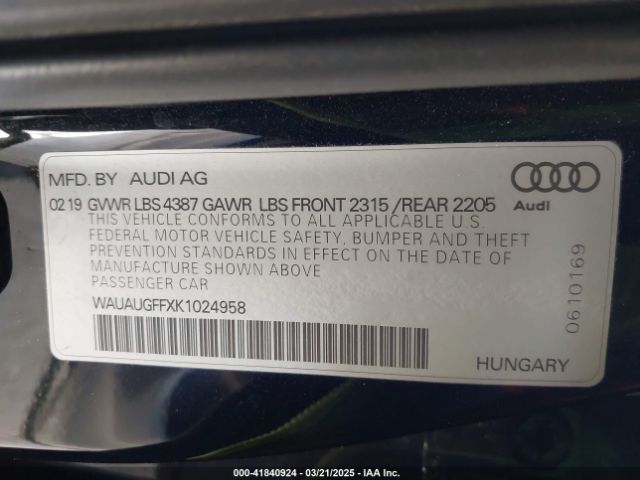 MFD. BY AUDI AG
02 19 GVWR LBS 4387 GAWR LBS FRONT 2315 /REAR 2205
Audi
THIS VEHICLE CONFORMS TO ALL APPLICABLE U.S.
FEDERAL MOTOR VEHICLE SAFETY, BUMPER AND THEFT
PREVENTION STANDARDS IN EFFECT ON THE DATE OF
MANUFACTURE SHOWN ABOVE
PASSENGER CAR
WAUAUGFFXK1024958
0610169
HUNGARY
000-41840924 | 03/21/2025 - IAA Inc.